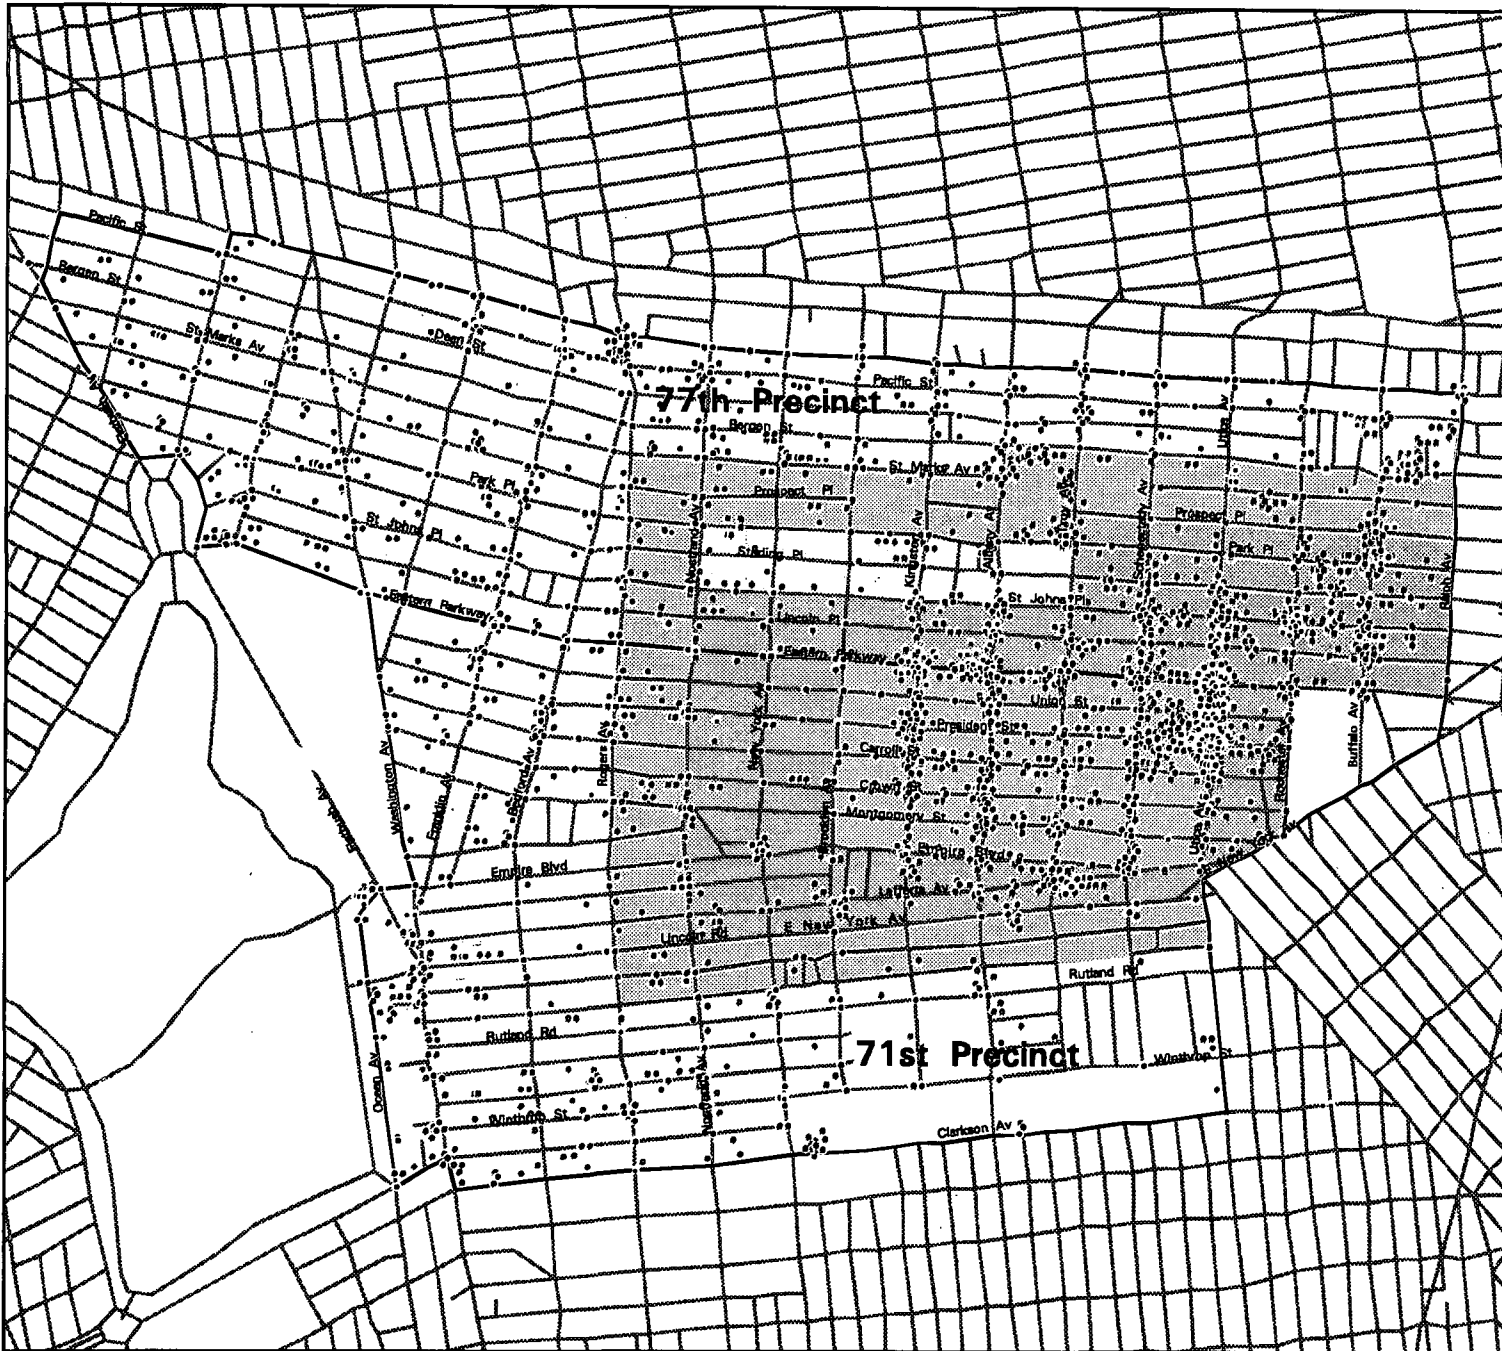 Pacific St
Bergen St
St Marks Av
Dean St
Pacific St
77th Precinct
Bergen St
Utica Av
St Marks Av
Park Pl
Prospect Pl
Prospect Pl
St Johns Pl
Sterling Pl
Nostrand Av
Kingston Av
Albany Av
Schenectady Av
Park Pl
Ralph Av
Eastern Parkway
St Johns Pl
Lincoln Pl
Eastern Parkway
Union St
President St
New York Av
Rogers Av
Carroll St
Crown St
Montgomery St
Buffalo Av
Rochester Av
Washington Av
Franklin Av
Bedford Av
Brooklyn Av
Utica Av
Empire Blvd
Empire Blvd
Lefferts Av
E New York Av
Lincoln Rd
Rutland Rd
Rutland Rd
71st Precinct
Winthrop St
Ocean Av
Nostrand Av
Winthrop St
Clarkson Av